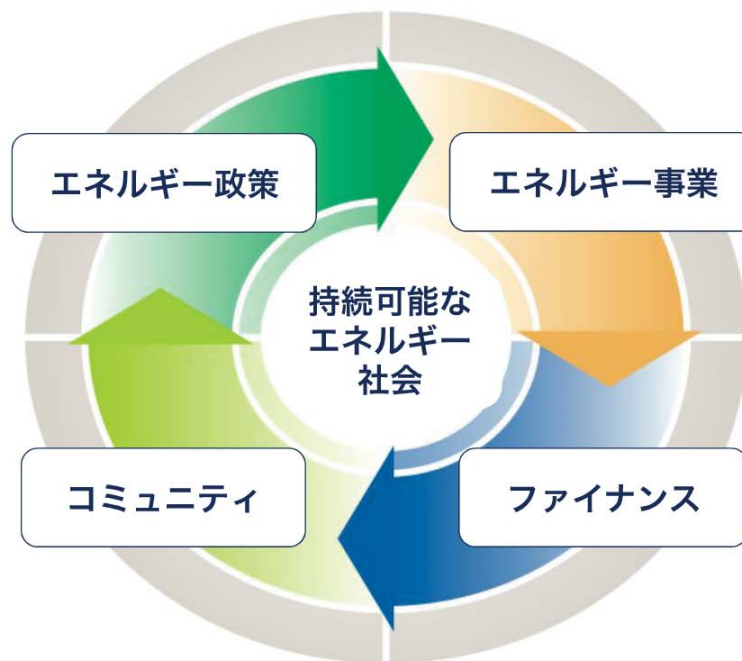 エネルギー政策
エネルギー事業
持続可能な
エネルギー
社会
コミュニティ
ファイナンス